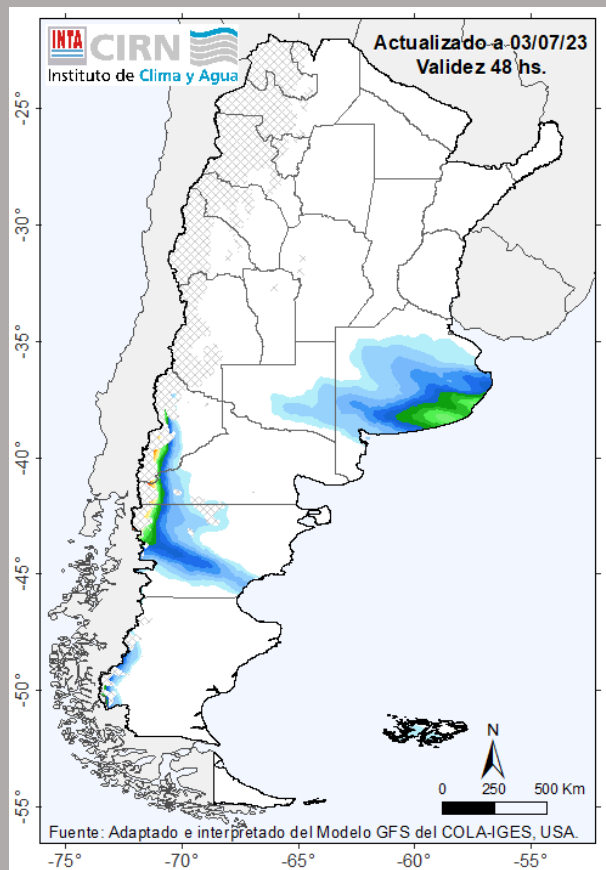 INTA CIRN
Instituto de Clima y Agua
Actualizado a 03/07/23
Validez 48 hs.
-25°
-30°
-35°
-40°
-45°
-50°
-55°
N
0 250 500 Km
Fuente: Adaptado e interpretado del Modelo GFS del COLA-IGES, USA.
-75° -70° -65° -60° -55°